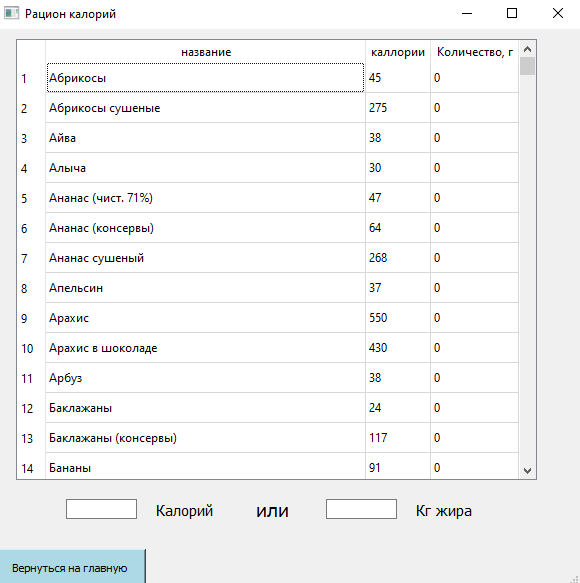 Рацион калорий
название каллории Количество, г
1 Абрикосы 45 0
2 Абрикосы сушеные 275 0
3 Айва 38 0
4 Алыча 30 0
5 Ананас (чист. 71%) 47 0
6 Ананас (консервы) 64 0
7 Ананас сушеный 268 0
8 Апельсин 37 0
9 Арахис 550 0
10 Арахис в шоколаде 430 0
11 Арбуз 38 0
12 Баклажаны 24 0
13 Баклажаны (консервы) 117 0
14 Бананы 91 0
Калорий или Кг жира
Вернуться на главную